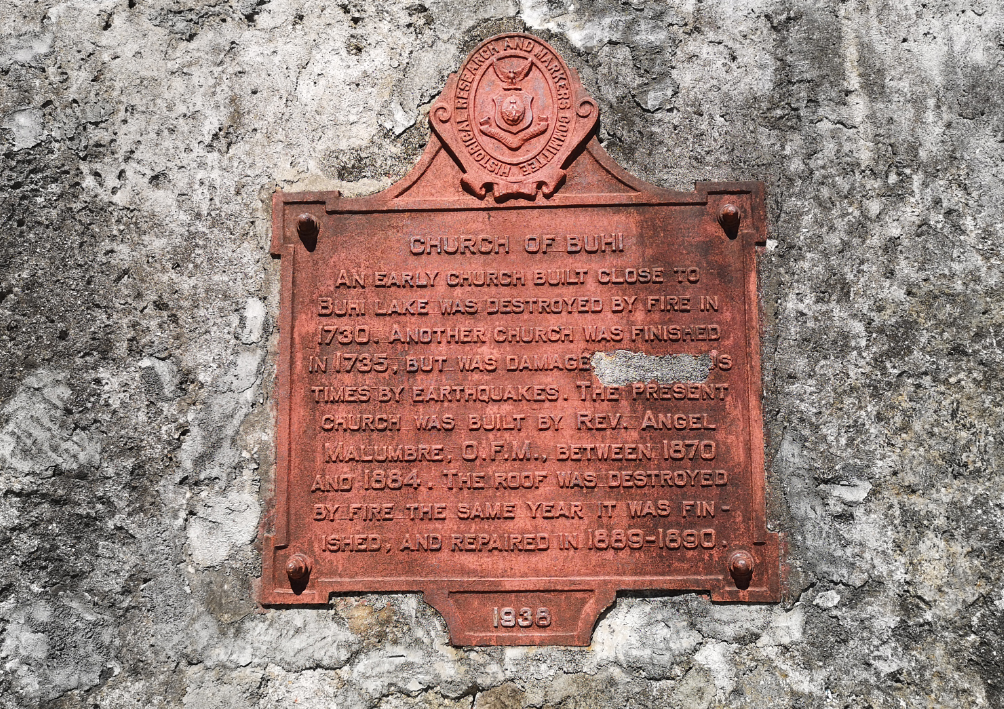 HISTORICAL RESEARCH AND MARKERS COMMITTEE
CHURCH OF BUHI
AN EARLY CHURCH BUILT CLOSE TO
BUHI LAKE WAS DESTROYED BY FIRE IN
1730. ANOTHER CHURCH WAS FINISHED
IN 1735, BUT WAS DAMAGE S
TIMES BY EARTHQUAKES. THE PRESENT
CHURCH WAS BUILT BY REV. ANGEL
MALUMBRE, O.F.M., BETWEEN 1870
AND 1884. THE ROOF WAS DESTROYED
BY FIRE THE SAME YEAR IT WAS FIN-
ISHED, AND REPAIRED IN 1889-1890.
1938